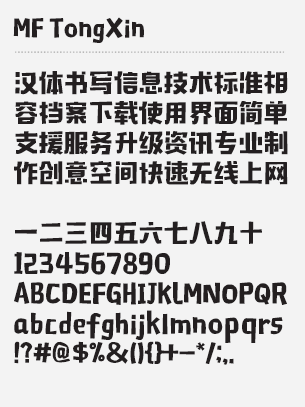 MF TongXin
汉体书写信息技术标准相
容档案下载使用界面简单
支援服务升级资讯专业制
作创意空间快速无线上网
一二三四五六七八九十
1234567890
ABCDEFGHIJKLMNOPQR
abcdefghijklmnopqrs
!?#@$%&(){}+-*/;,.